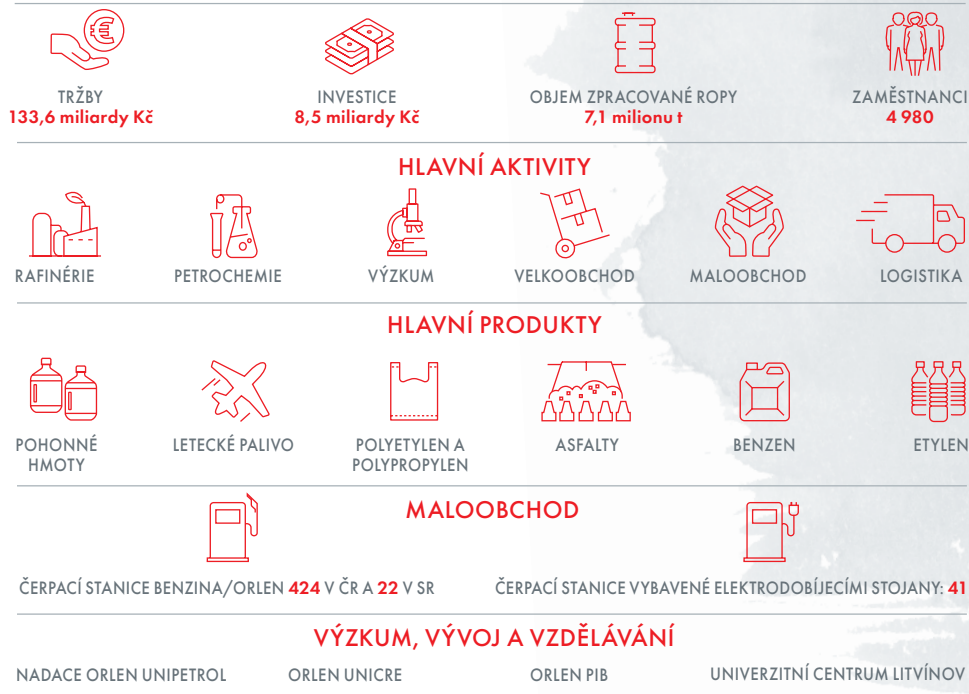 TRŽBY
133,6 miliardy Kč
INVESTICE
8,5 miliardy Kč
OBJEM ZPRACOVANÉ ROPY
7,1 milionu t
ZAMĚSTNANCI
4 980
HLAVNÍ AKTIVITY
RAFINÉRIE
PETROCHEMIE
VÝZKUM
VELKOOBCHOD
MALOOBCHOD
LOGISTIKA
HLAVNÍ PRODUKTY
POHONNÉ
HMOTY
LETECKÉ PALIVO
POLYETYLEN A
POLYPROPYLEN
ASFALTY
BENZEN
ETYLEN
MALOOBCHOD
ČERPACÍ STANICE BENZINA/ORLEN 424 V ČR A 22 V SR
ČERPACÍ STANICE VYBAVENÉ ELEKTRODOBÍJECÍMI STOJANY: 41
VÝZKUM, VÝVOJ A VZDĚLÁVÁNÍ
NADACE ORLEN UNIPETROL
ORLEN UNICRE
ORLEN PIB
UNIVERZITNÍ CENTRUM LITVÍNOV